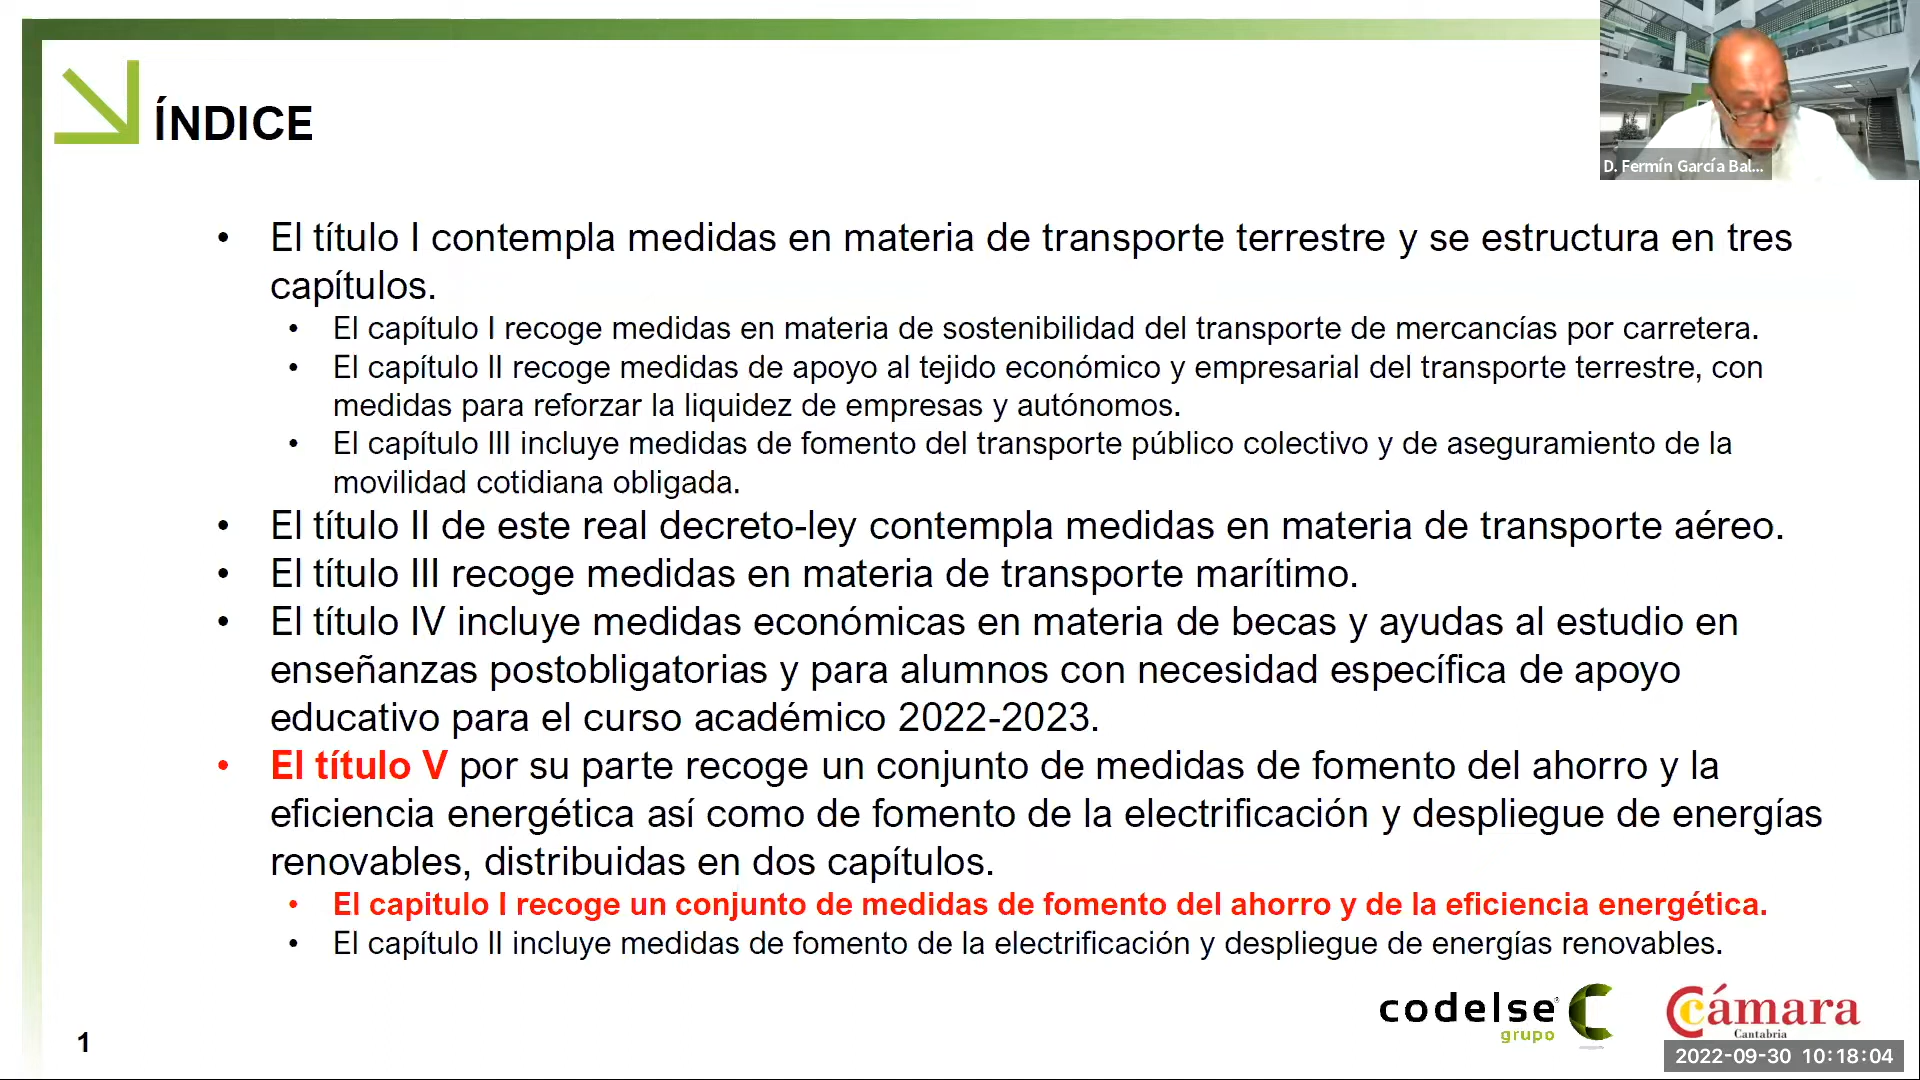 ÍNDICE
D. Fermín García Bal...
• El título I contempla medidas en materia de transporte terrestre y se estructura en tres
capítulos.
• El capítulo I recoge medidas en materia de sostenibilidad del transporte de mercancías por carretera.
• El capítulo II recoge medidas de apoyo al tejido económico y empresarial del transporte terrestre, con
medidas para reforzar la liquidez de empresas y autónomos.
• El capítulo III incluye medidas de fomento del transporte público colectivo y de aseguramiento de la
movilidad cotidiana obligada.
• El título II de este real decreto-ley contempla medidas en materia de transporte aéreo.
• El título III recoge medidas en materia de transporte marítimo.
• El título IV incluye medidas económicas en materia de becas y ayudas al estudio en
enseñanzas postobligatorias y para alumnos con necesidad específica de apoyo
educativo para el curso académico 2022-2023.
• El título V por su parte recoge un conjunto de medidas de fomento del ahorro y la
eficiencia energética así como de fomento de la electrificación y despliegue de energías
renovables, distribuidas en dos capítulos.
• El capitulo I recoge un conjunto de medidas de fomento del ahorro y de la eficiencia energética.
• El capítulo II incluye medidas de fomento de la electrificación y despliegue de energías renovables.
codelse®
grupo
Cámara
Cantabria
1
2022-09-30 10:18:04